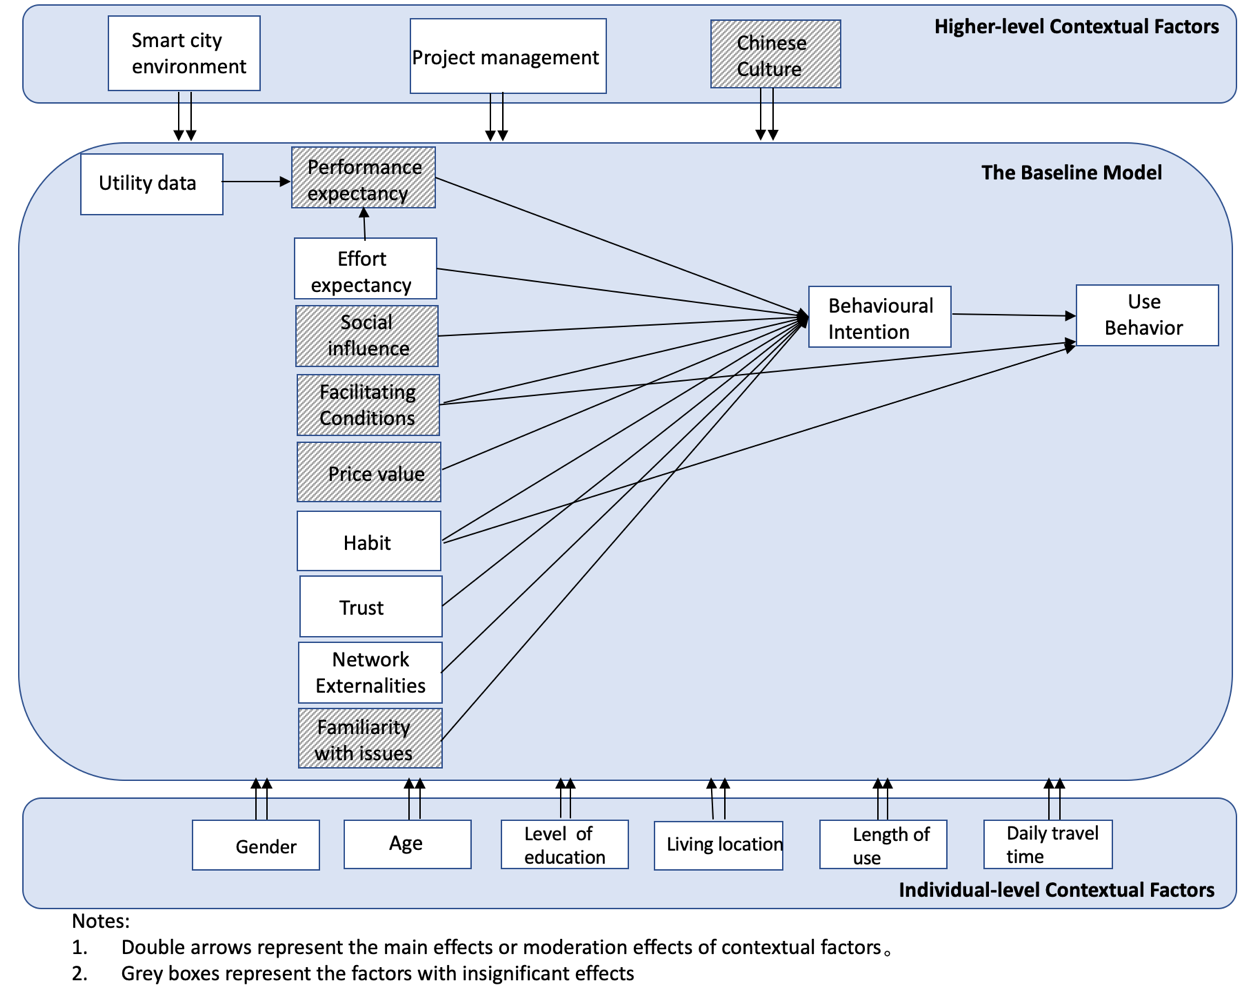 Higher-level Contextual Factors
Smart city
environment
Project management
Chinese
Culture
The Baseline Model
Utility data
Performance
expectancy
Effort
expectancy
Social
influence
Facilitating
Conditions
Price value
Habit
Trust
Network
Externalities
Familiarity
with issues
Behavioural
Intention
Use
Behavior
Gender
Age
Level of
education
Living location
Length of
use
Daily travel
time
Individual-level Contextual Factors
Notes:
1. Double arrows represent the main effects or moderation effects of contextual factors。
2. Grey boxes represent the factors with insignificant effects